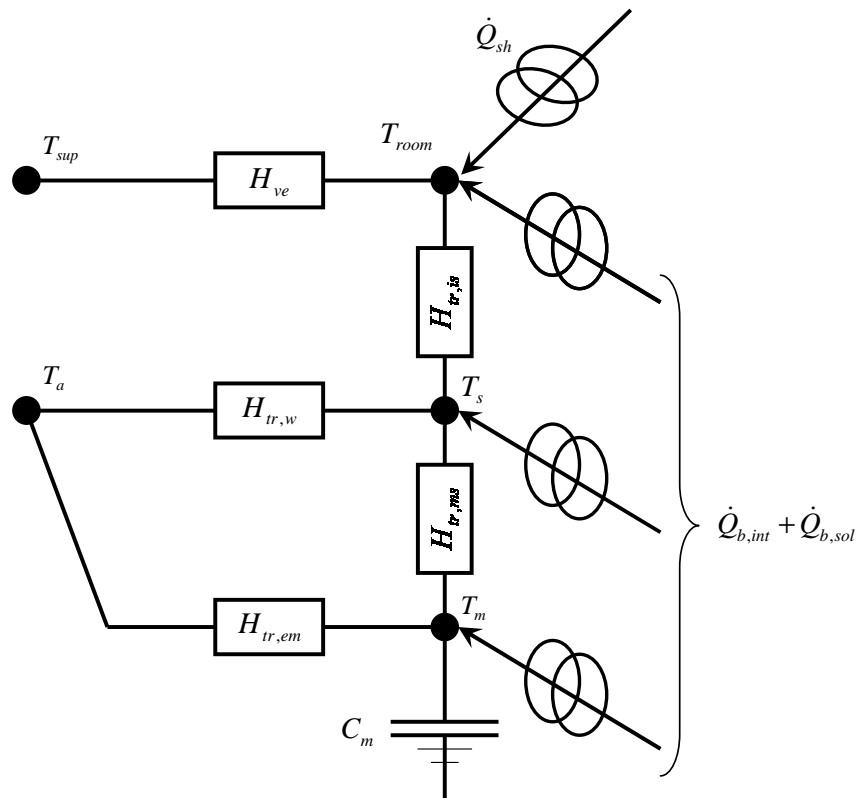 Q̇_sh
T_sup
T_room
H_ve
H_tr,is
T_a
T_s
H_tr,w
H_tr,ms
Q̇_b,int + Q̇_b,sol
T_m
H_tr,em
C_m